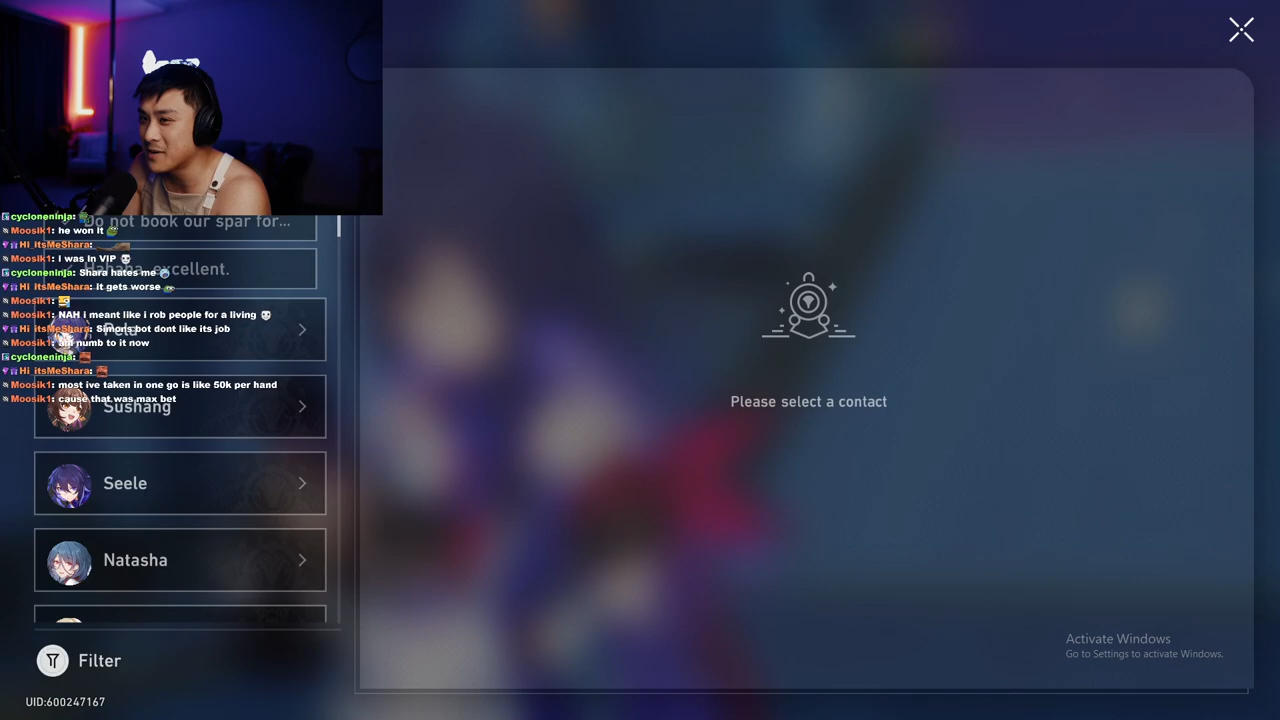 cycloneninja:
Do not book our spar for...
Moosik1: he won it
Hi_itsMeShara:
Moosik1: I was in VIP
Hahaha, excellent.
cycloneninja: Shara hates me
Hi_itsMeShara: It gets worse
Moosik1:
Moosik1: NAH i meant like i rob people for a living
Hi_itsMeShara: Simons bot dont like its job
Pela
Moosik1: am numb to it now
cycloneninja:
Hi_itsMeShara:
Moosik1: most ive taken in one go is like 50k per hand
Moosik1: cause that was max bet
Sushang
Seele
Natasha
Filter
UID:600247167
Please select a contact
Activate Windows
Go to Settings to activate Windows.